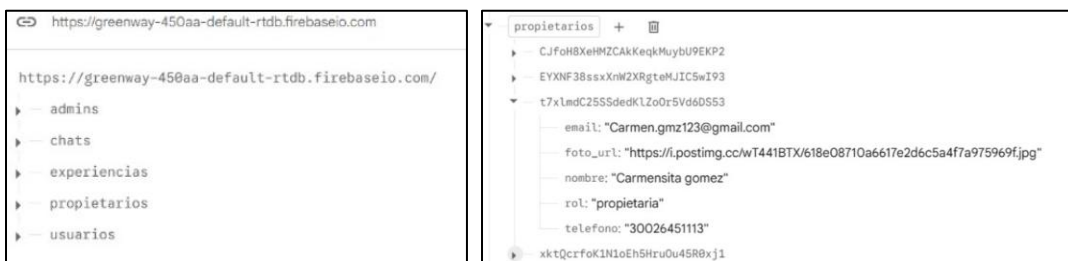 https://greenway-450aa-default-rtdb.firebaseio.com
https://greenway-450aa-default-rtdb.firebaseio.com/
admins
chats
experiencias
propietarios
usuarios
propietarios
CJfoH8XeHMZCAkKeqkMuybU9EKP2
EYXNF38ssxXnW2XRgteMJIC5wI93
t7xlmdC25SSdedKlZoOr5Vd6DS53
email: "Carmen.gmz123@gmail.com"
foto_url: "https://i.postimg.cc/wT441BTX/618e08710a6617e2d6c5a4f7a975969f.jpg"
nombre: "Carmensita gomez"
rol: "propietaria"
telefono: "30026451113"
xktQcrfoK1N1oEh5HruOu45R0xj1